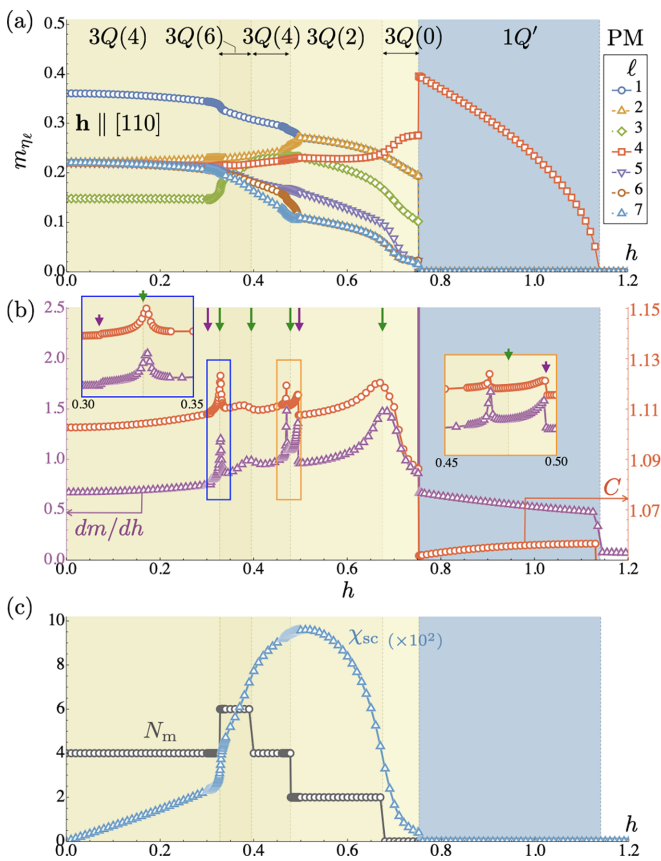 (a)
3Q(4) 3Q(6) 3Q(4) 3Q(2) 3Q(0) 1Q′ PM
0.5
0.4
0.3
0.2
0.1
0.0
m_{η_ℓ}
h ∥ [110]
ℓ
1
2
3
4
5
6
7
0.0 0.2 0.4 0.6 0.8 1.0 1.2
h
(b)
2.5
2.0
1.5
1.0
0.5
0.0
0.30 0.35
0.45 0.50
1.15
1.13
1.11
1.09
1.07
dm/dh
C
0.0 0.2 0.4 0.6 0.8 1.0 1.2
h
(c)
10
8
6
4
2
0
χ_{sc} (×10²)
N_m
0.0 0.2 0.4 0.6 0.8 1.0 1.2
h